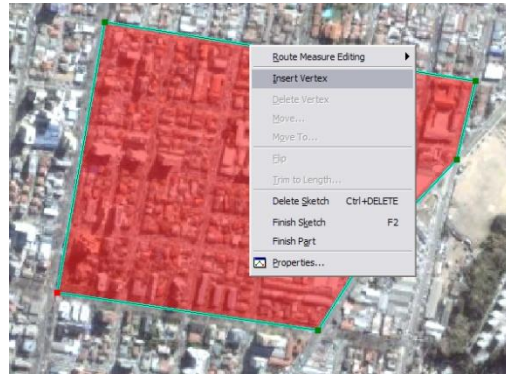 Route Measure Editing
Insert Vertex
Delete Vertex
Move...
Move To...
Flip
Trim to Length...
Delete Sketch Ctrl+DELETE
Finish Sketch F2
Finish Part
Properties...